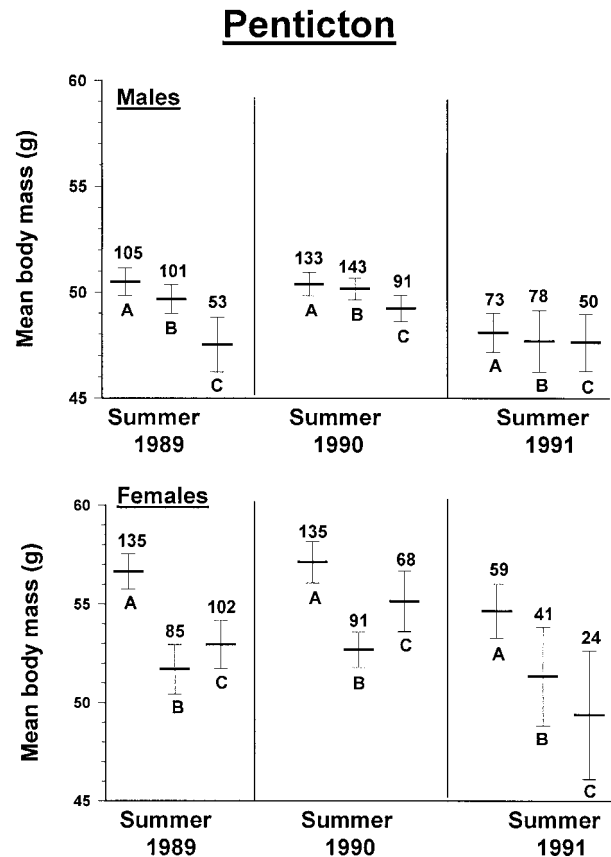 Penticton
Males
Mean body mass (g)
60
55
50
45
105
A
101
B
53
C
133
A
143
B
91
C
73
A
78
B
50
C
Summer
1989
Summer
1990
Summer
1991
Females
Mean body mass (g)
60
55
50
45
135
A
85
B
102
C
135
A
91
B
68
C
59
A
41
B
24
C
Summer
1989
Summer
1990
Summer
1991